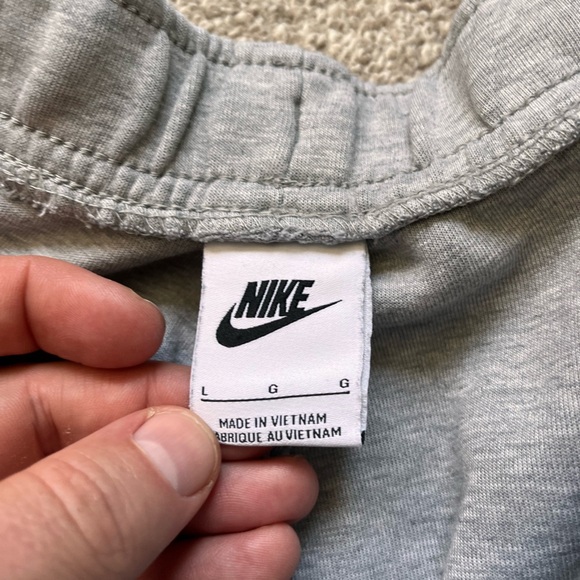 NIKE
L G G
MADE IN VIETNAM
ABRIQUE AU VIETNAM